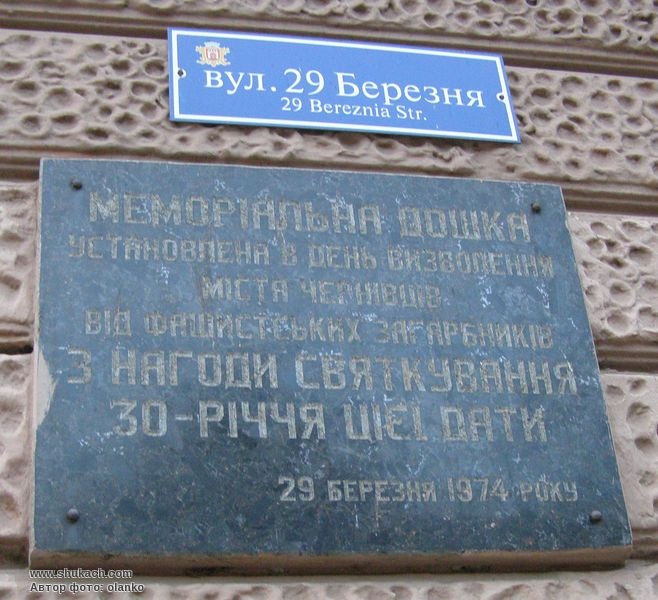 вул. 29 Березня
29 Bereznia Str.
МЕМОРІАЛЬНА ДОШКА
УСТАНОВЛЕНА В ДЕНЬ ВИЗВОЛЕННЯ
МІСТА ЧЕРНІВЦІВ
ВІД ФАШИСТСЬКИХ ЗАГАРБНИКІВ
З НАГОДИ СВЯТКУВАННЯ
30-РІЧЧЯ ЦІЄЇ ДАТИ
29 БЕРЕЗНЯ 1974 РОКУ
www.shukach.com
Автор фото: olanko